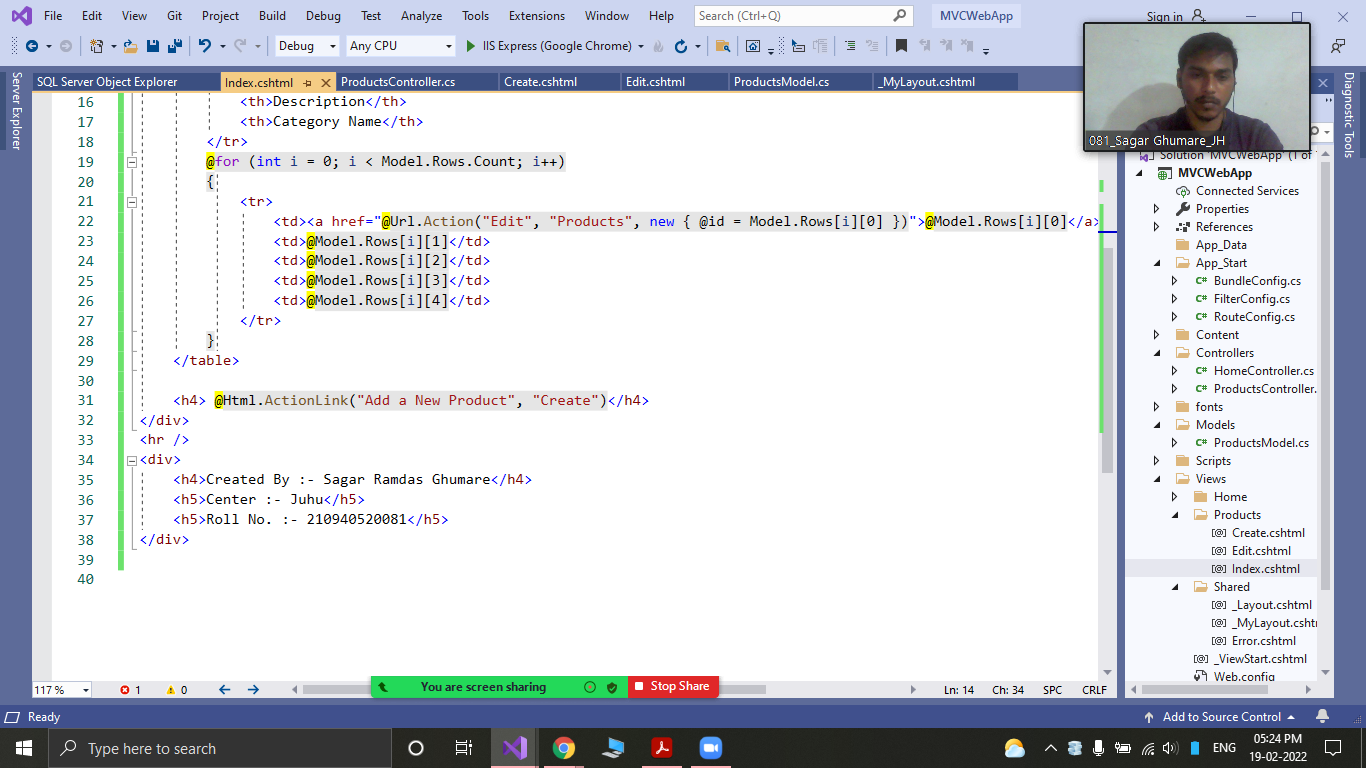 File Edit View Git Project Build Debug Test Analyze Tools Extensions Window Help Search (Ctrl+Q) MVCWebApp Sign in
Debug Any CPU IIS Express (Google Chrome)
SQL Server Object Explorer Index.cshtml ProductsController.cs Create.cshtml Edit.cshtml ProductsModel.cs _MyLayout.cshtml
Server Explorer
Diagnostic Tools
081_Sagar Ghumare_JH
16 <th>Description</th>
17 <th>Category Name</th>
18 </tr>
19 @for (int i = 0; i < Model.Rows.Count; i++)
20 {
21 <tr>
22 <td><a href="@Url.Action("Edit", "Products", new { @id = Model.Rows[i][0] })">@Model.Rows[i][0]</a>
23 <td>@Model.Rows[i][1]</td>
24 <td>@Model.Rows[i][2]</td>
25 <td>@Model.Rows[i][3]</td>
26 <td>@Model.Rows[i][4]</td>
27 </tr>
28 }
29 </table>
30
31 <h4> @Html.ActionLink("Add a New Product", "Create")</h4>
32 </div>
33 <hr />
34 <div>
35 <h4>Created By :- Sagar Ramdas Ghumare</h4>
36 <h5>Center :- Juhu</h5>
37 <h5>Roll No. :- 210940520081</h5>
38 </div>
39
40
Solution 'MVCWebApp' (1 of
MVCWebApp
Connected Services
Properties
References
App_Data
App_Start
C# BundleConfig.cs
C# FilterConfig.cs
C# RouteConfig.cs
Content
Controllers
C# HomeController.cs
C# ProductsController.
fonts
Models
C# ProductsModel.cs
Scripts
Views
Home
Products
[@] Create.cshtml
[@] Edit.cshtml
[@] Index.cshtml
Shared
[@] _Layout.cshtml
[@] _MyLayout.cshtm
[@] Error.cshtml
[@] _ViewStart.cshtml
Web.config
117 % 1 0 You are screen sharing Stop Share Ln: 14 Ch: 34 SPC CRLF
Ready Add to Source Control
Type here to search ENG 05:24 PM
19-02-2022